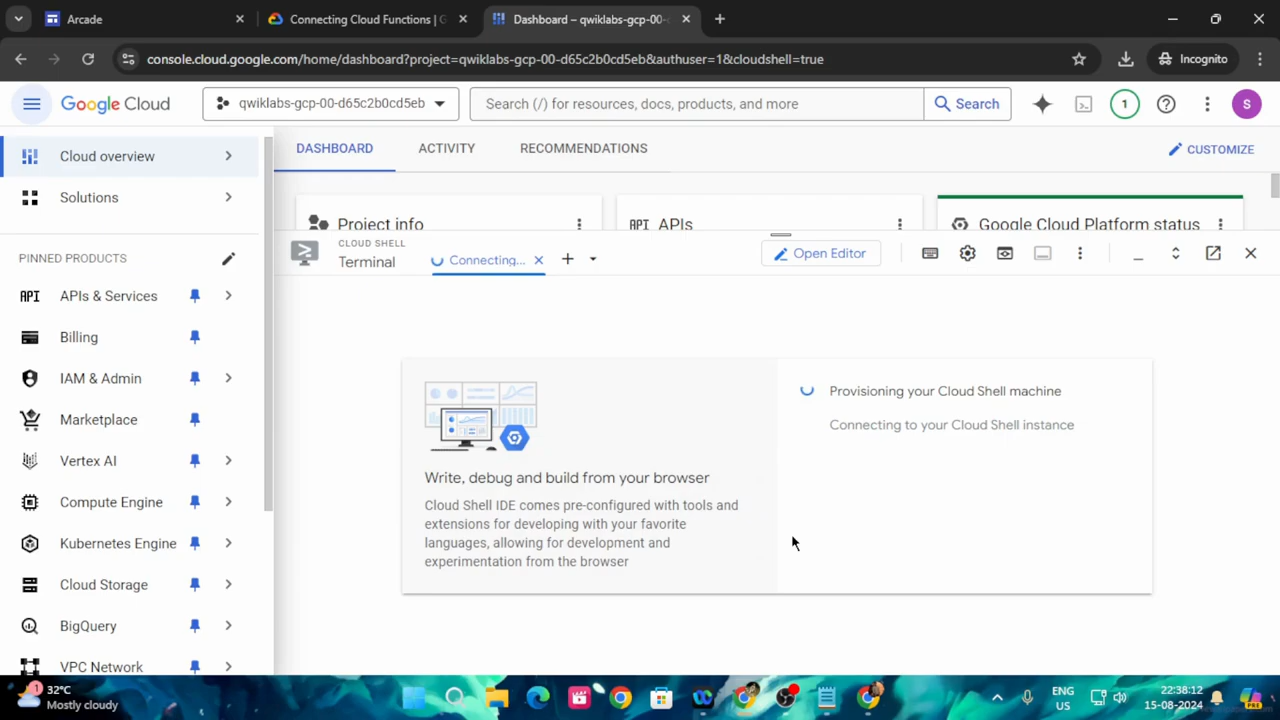 Arcade
Connecting Cloud Functions | G
Dashboard – qwiklabs-gcp-00-
console.cloud.google.com/home/dashboard?project=qwiklabs-gcp-00-d65c2b0cd5eb&authuser=1&cloudshell=true
Incognito
Google Cloud
qwiklabs-gcp-00-d65c2b0cd5eb
Search (/) for resources, docs, products, and more
Search
1
S
Cloud overview
Solutions
PINNED PRODUCTS
APIs & Services
Billing
IAM & Admin
Marketplace
Vertex AI
Compute Engine
Kubernetes Engine
Cloud Storage
BigQuery
VPC Network
DASHBOARD
ACTIVITY
RECOMMENDATIONS
CUSTOMIZE
Project info
API APIs
Google Cloud Platform status
CLOUD SHELL
Terminal
Connecting...
Open Editor
Write, debug and build from your browser
Cloud Shell IDE comes pre-configured with tools and
extensions for developing with your favorite
languages, allowing for development and
experimentation from the browser
Provisioning your Cloud Shell machine
Connecting to your Cloud Shell instance
1
32°C
Mostly cloudy
ENG
US
22:38:12
15-08-2024
PRE